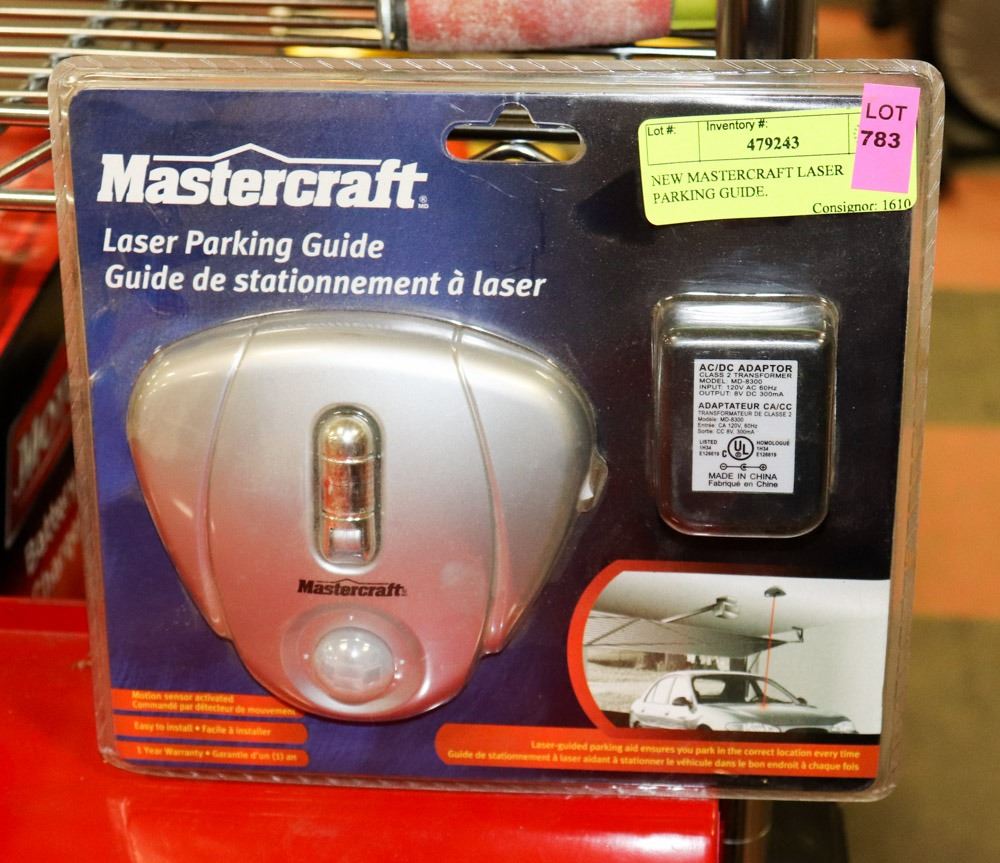 Mastercraft
® MD
Laser Parking Guide
Guide de stationnement à laser
Lot #:
Inventory #:
479243
NEW MASTERCRAFT LASER
PARKING GUIDE.
Consignor: 1610
LOT
783
AC/DC ADAPTOR
CLASS 2 TRANSFORMER
MODEL: MD-8300
INPUT: 120V AC 60Hz
OUTPUT: 8V DC 300mA
ADAPTATEUR CA/CC
TRANSFORMATEUR DE CLASSE 2
Modèle: MD-8300
Entrée: CA 120V, 60Hz
Sortie: CC 8V, 300mA
LISTED
1H34
E126619
C UL
HOMOLOGUÉ
1H34
E126619
MADE IN CHINA
Fabriqué en Chine
Mastercraft
Motion sensor activated
Commandé par détecteur de mouvement
Easy to install • Facile à installer
1 Year Warranty • Garantie d'un (1) an
Laser-guided parking aid ensures you park in the correct location every time
Guide de stationnement à laser aidant à stationner le véhicule dans le bon endroit à chaque fois